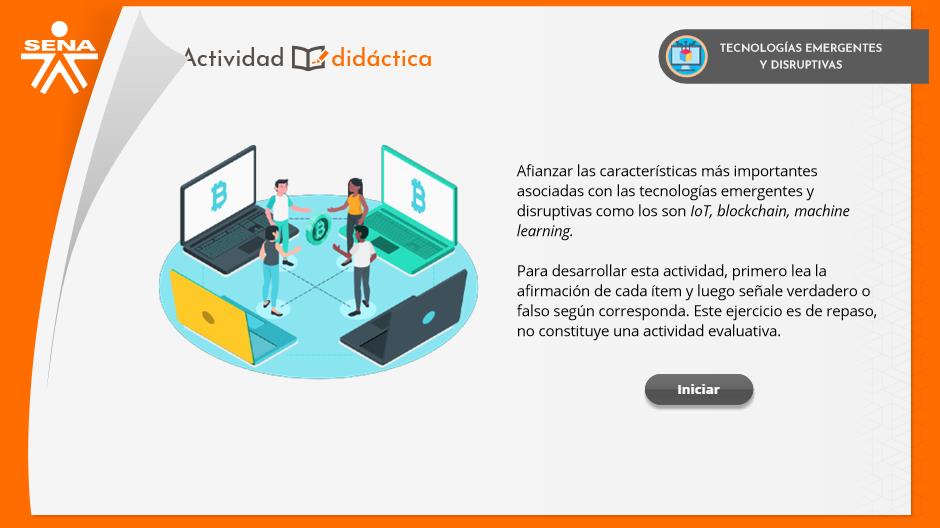 SENA
Actividad didáctica
TECNOLOGÍAS EMERGENTES
Y DISRUPTIVAS
Afianzar las características más importantes
asociadas con las tecnologías emergentes y
disruptivas como los son IoT, blockchain, machine
learning.
Para desarrollar esta actividad, primero lea la
afirmación de cada ítem y luego señale verdadero o
falso según corresponda. Este ejercicio es de repaso,
no constituye una actividad evaluativa.
Iniciar